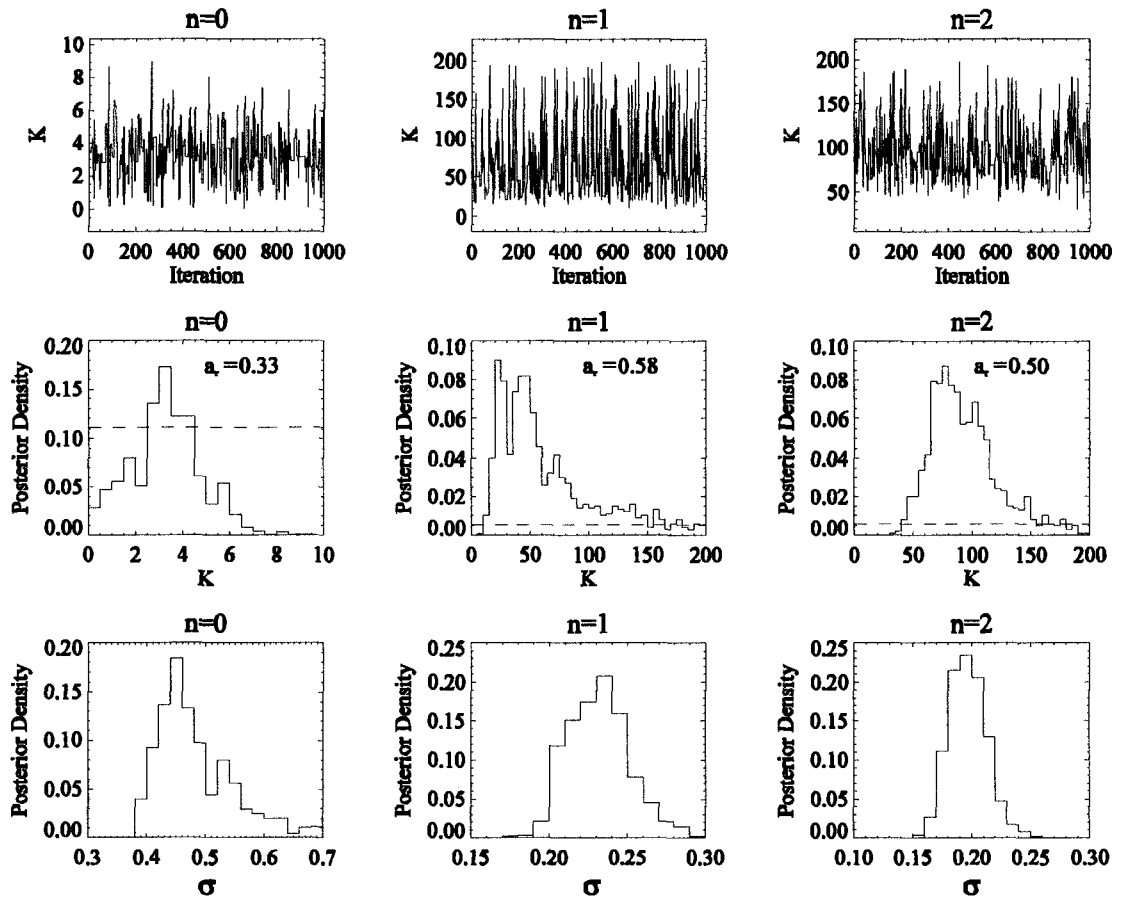 n=0
n=1
n=2
10
8
6
4
2
0
K
0 200 400 600 800 1000
Iteration
200
150
100
50
0
K
0 200 400 600 800 1000
Iteration
200
150
100
50
K
0 200 400 600 800 1000
Iteration
n=0
n=1
n=2
0.20
0.15
0.10
0.05
0.00
Posterior Density
a_r=0.33
0 2 4 6 8 10
K
0.10
0.08
0.06
0.04
0.02
0.00
Posterior Density
a_r=0.58
0 50 100 150 200
K
0.10
0.08
0.06
0.04
0.02
0.00
Posterior Density
a_r=0.50
0 50 100 150 200
K
n=0
n=1
n=2
0.20
0.15
0.10
0.05
0.00
Posterior Density
0.3 0.4 0.5 0.6 0.7
σ
0.25
0.20
0.15
0.10
0.05
0.00
Posterior Density
0.15 0.20 0.25 0.30
σ
0.25
0.20
0.15
0.10
0.05
0.00
Posterior Density
0.10 0.15 0.20 0.25 0.30
σ